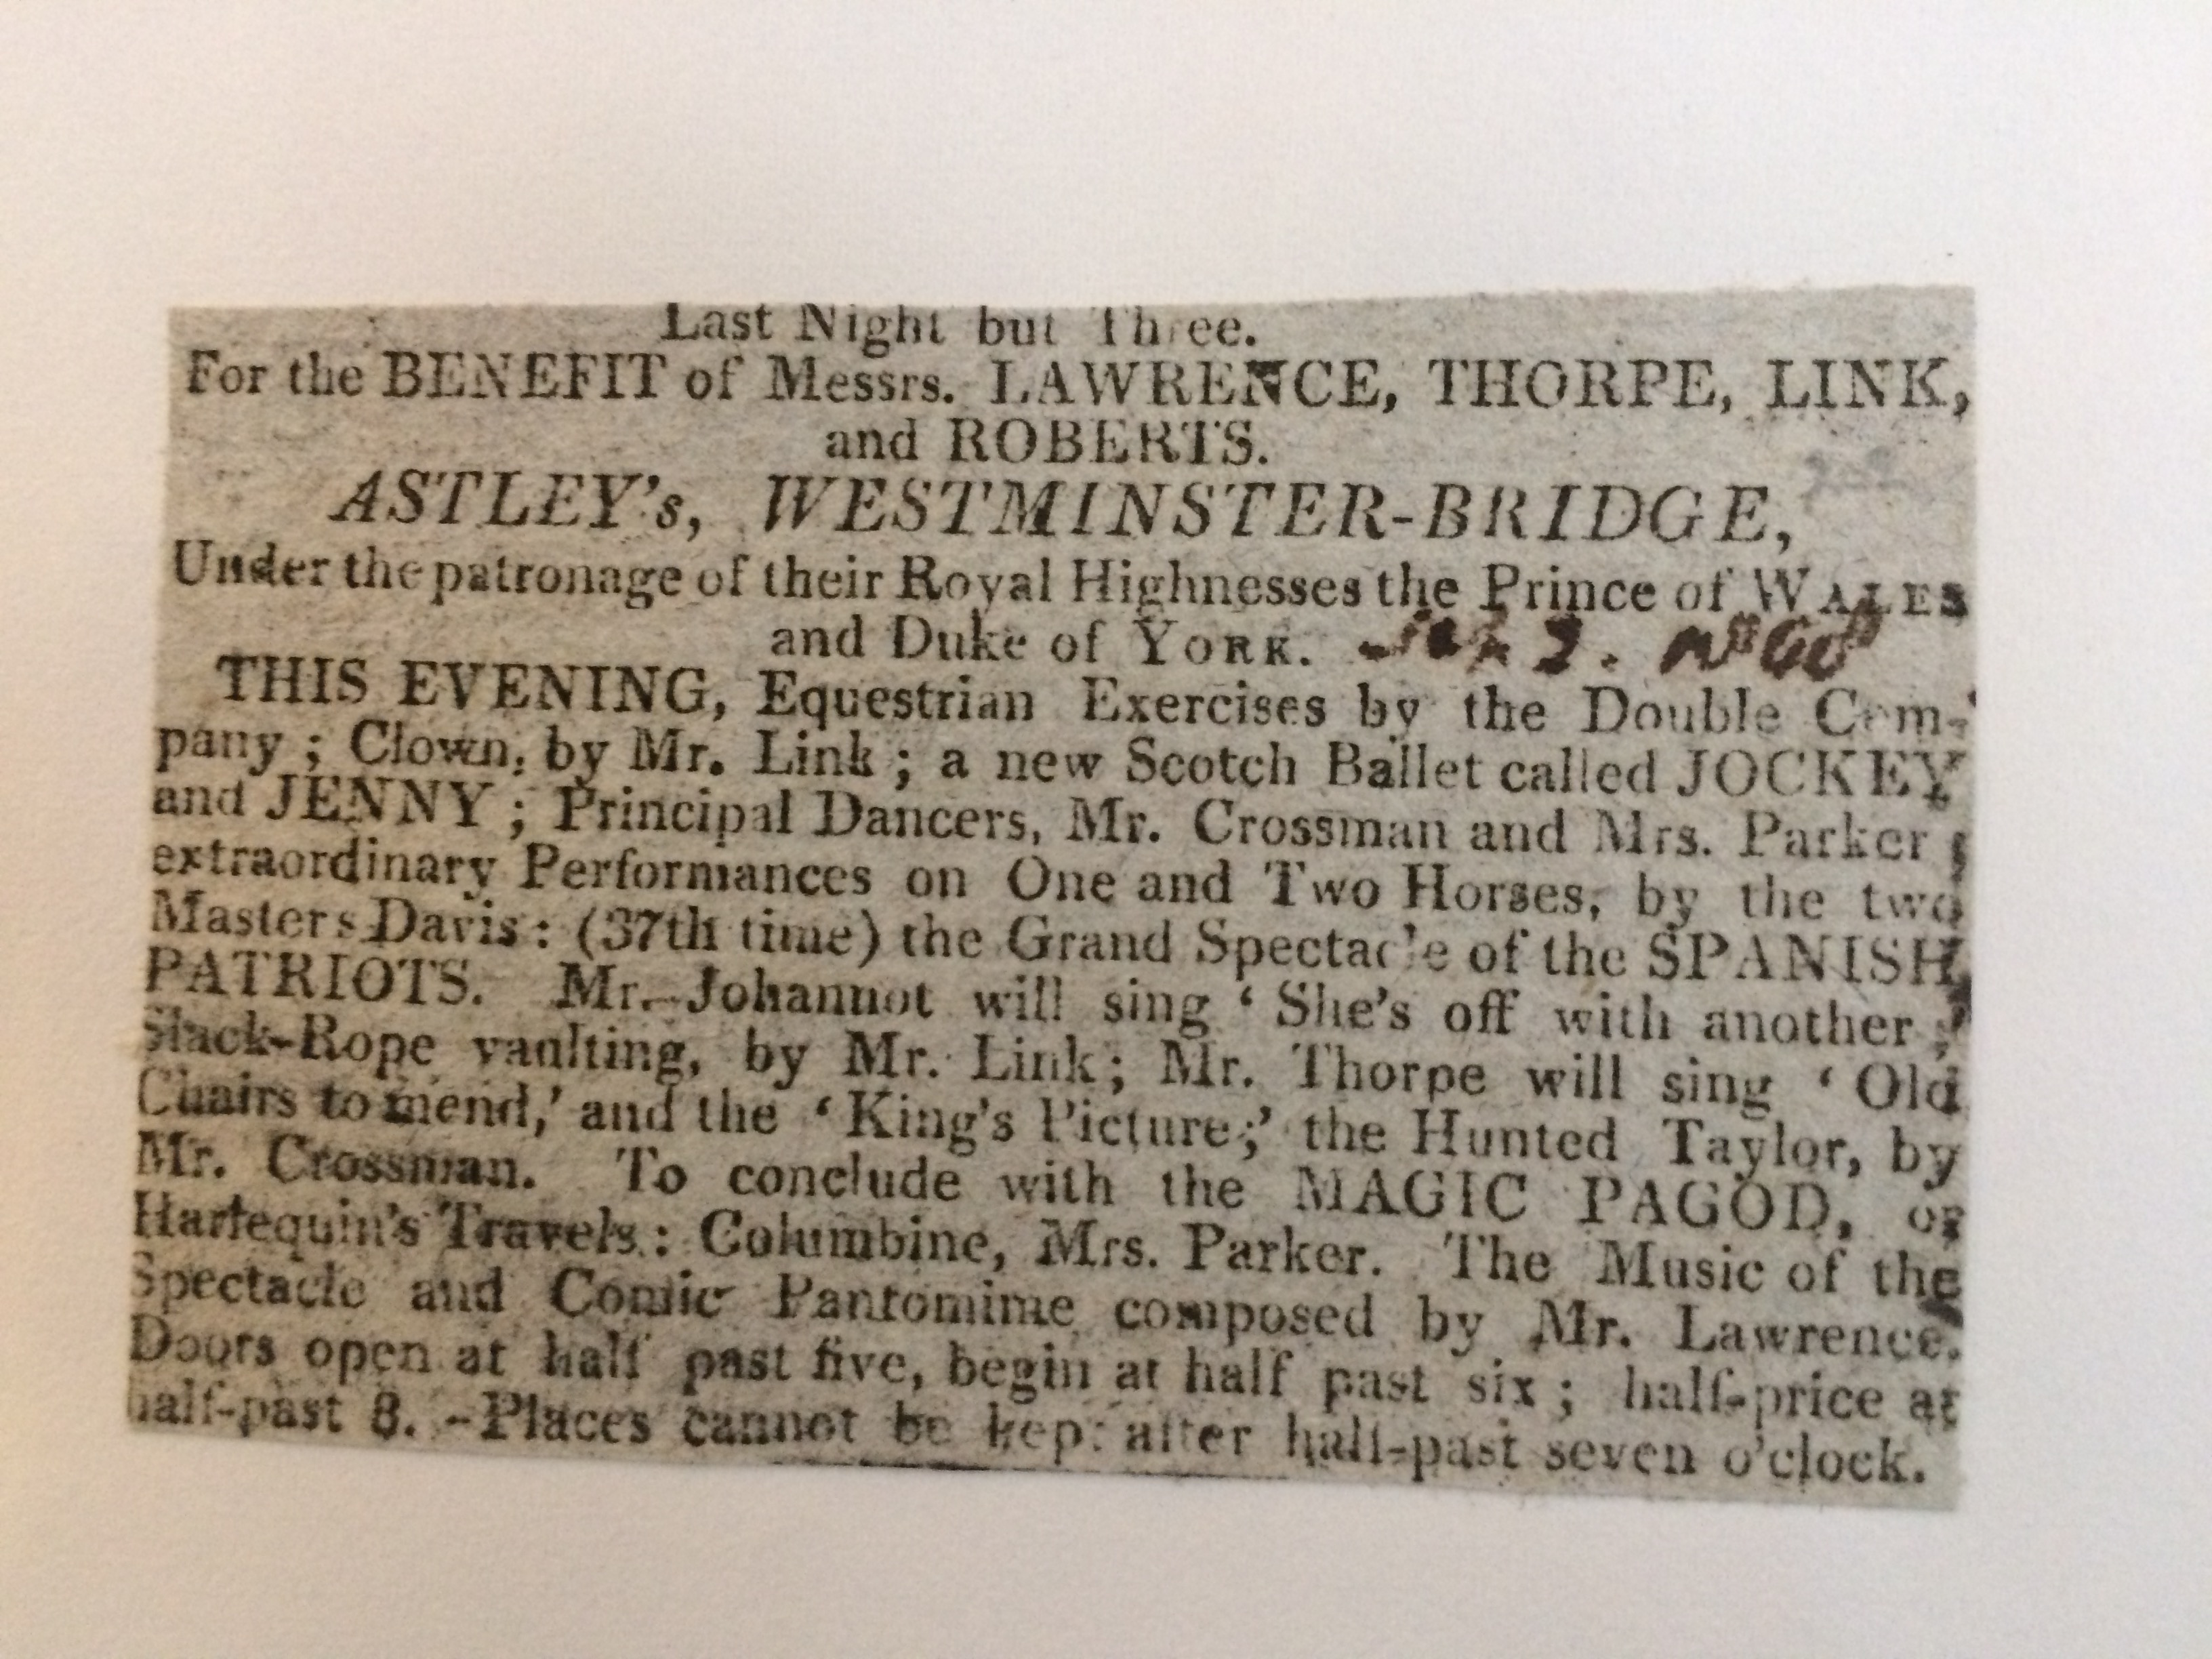 Last Night but Three.
For the BENEFIT of Messrs. LAWRENCE, THORPE, LINK,
and ROBERTS.
ASTLEY's, WESTMINSTER-BRIDGE,
Under the patronage of their Royal Highnesses the Prince of WALES
and Duke of YORK.
THIS EVENING, Equestrian Exercises by the Double Com-
pany; Clown, by Mr. Link; a new Scotch Ballet called JOCKEY
and JENNY; Principal Dancers, Mr. Crossman and Mrs. Parker;
extraordinary Performances on One and Two Horses, by the two
Masters Davis: (37th time) the Grand Spectacle of the SPANISH
PATRIOTS. Mr. Johannot will sing ‘She's off with another;
Slack-Rope vaulting, by Mr. Link; Mr. Thorpe will sing ‘Old
Chairs to mend,’ and the ‘King's Picture;’ the Hunted Taylor, by
Mr. Crossman. To conclude with the MAGIC PAGOD, or
Harlequin's Travels: Columbine, Mrs. Parker. The Music of the
Spectacle and Comic Pantomime composed by Mr. Lawrence.
Doors open at half past five, begin at half past six; half-price at
half-past 8.-Places cannot be kept after half-past seven o'clock.